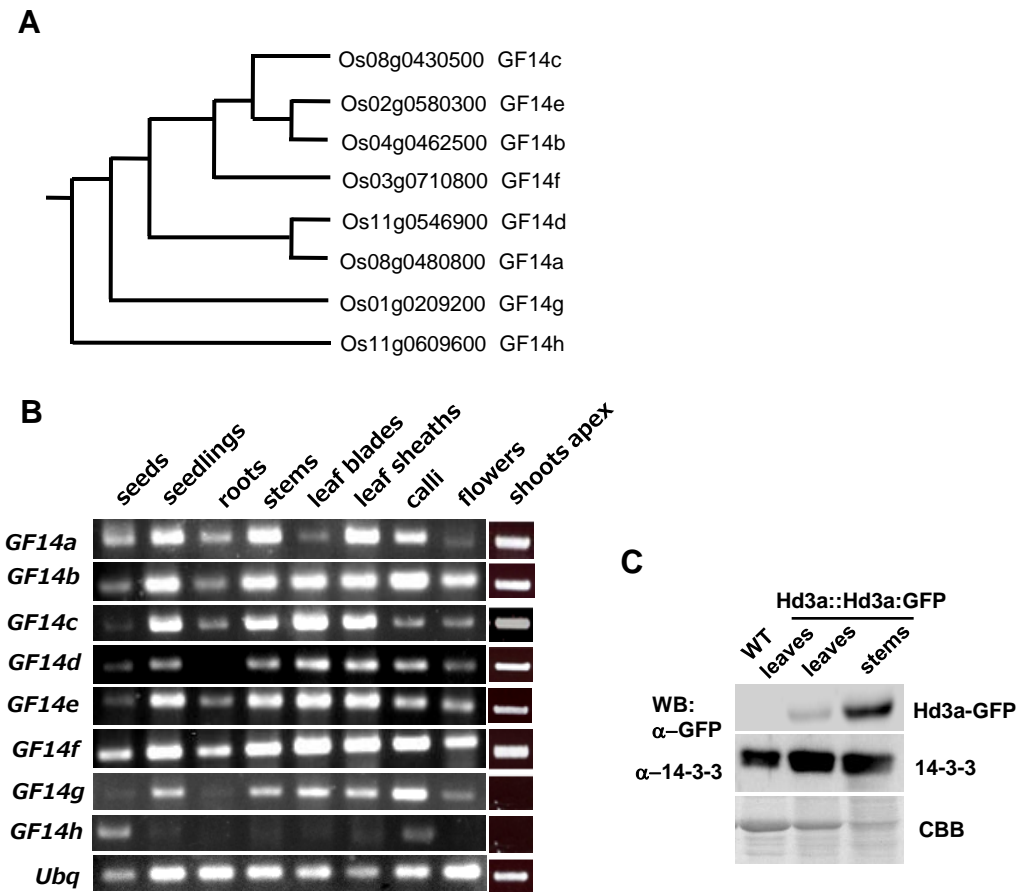 A
Os08g0430500 GF14c
Os02g0580300 GF14e
Os04g0462500 GF14b
Os03g0710800 GF14f
Os11g0546900 GF14d
Os08g0480800 GF14a
Os01g0209200 GF14g
Os11g0609600 GF14h
B
seeds
seedlings
roots
stems
leaf blades
leaf sheaths
calli
flowers
shoots apex
GF14a
GF14b
GF14c
GF14d
GF14e
GF14f
GF14g
GF14h
Ubq
C
Hd3a::Hd3a:GFP
WT
leaves
leaves
stems
WB:
α–GFP
Hd3a-GFP
α–14-3-3
14-3-3
CBB